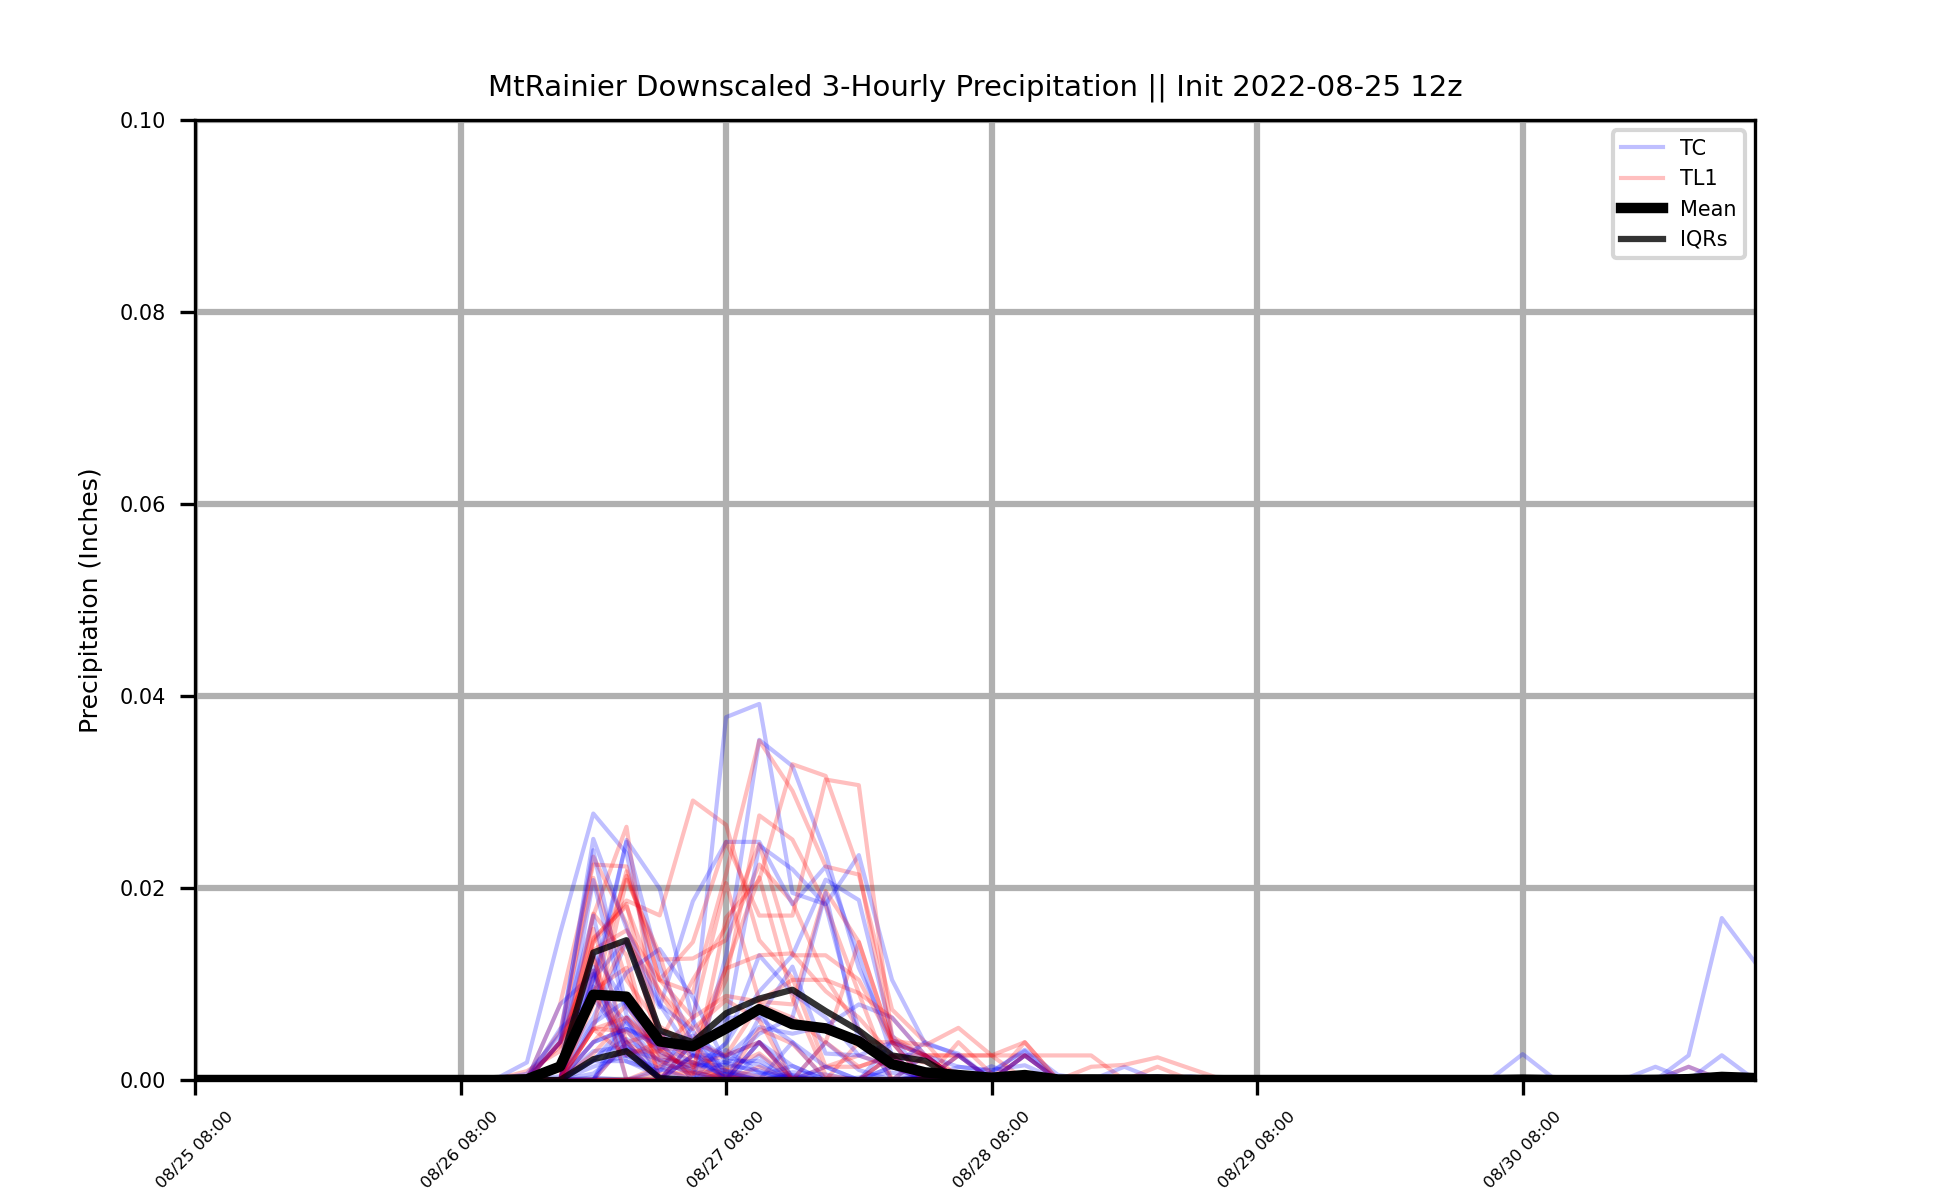 MtRainier Downscaled 3-Hourly Precipitation || Init 2022-08-25 12z
0.10
0.08
0.06
0.04
0.02
0.00
Precipitation (Inches)
TC
TL1
Mean
IQRs
08/25 08:00
08/26 08:00
08/27 08:00
08/28 08:00
08/29 08:00
08/30 08:00